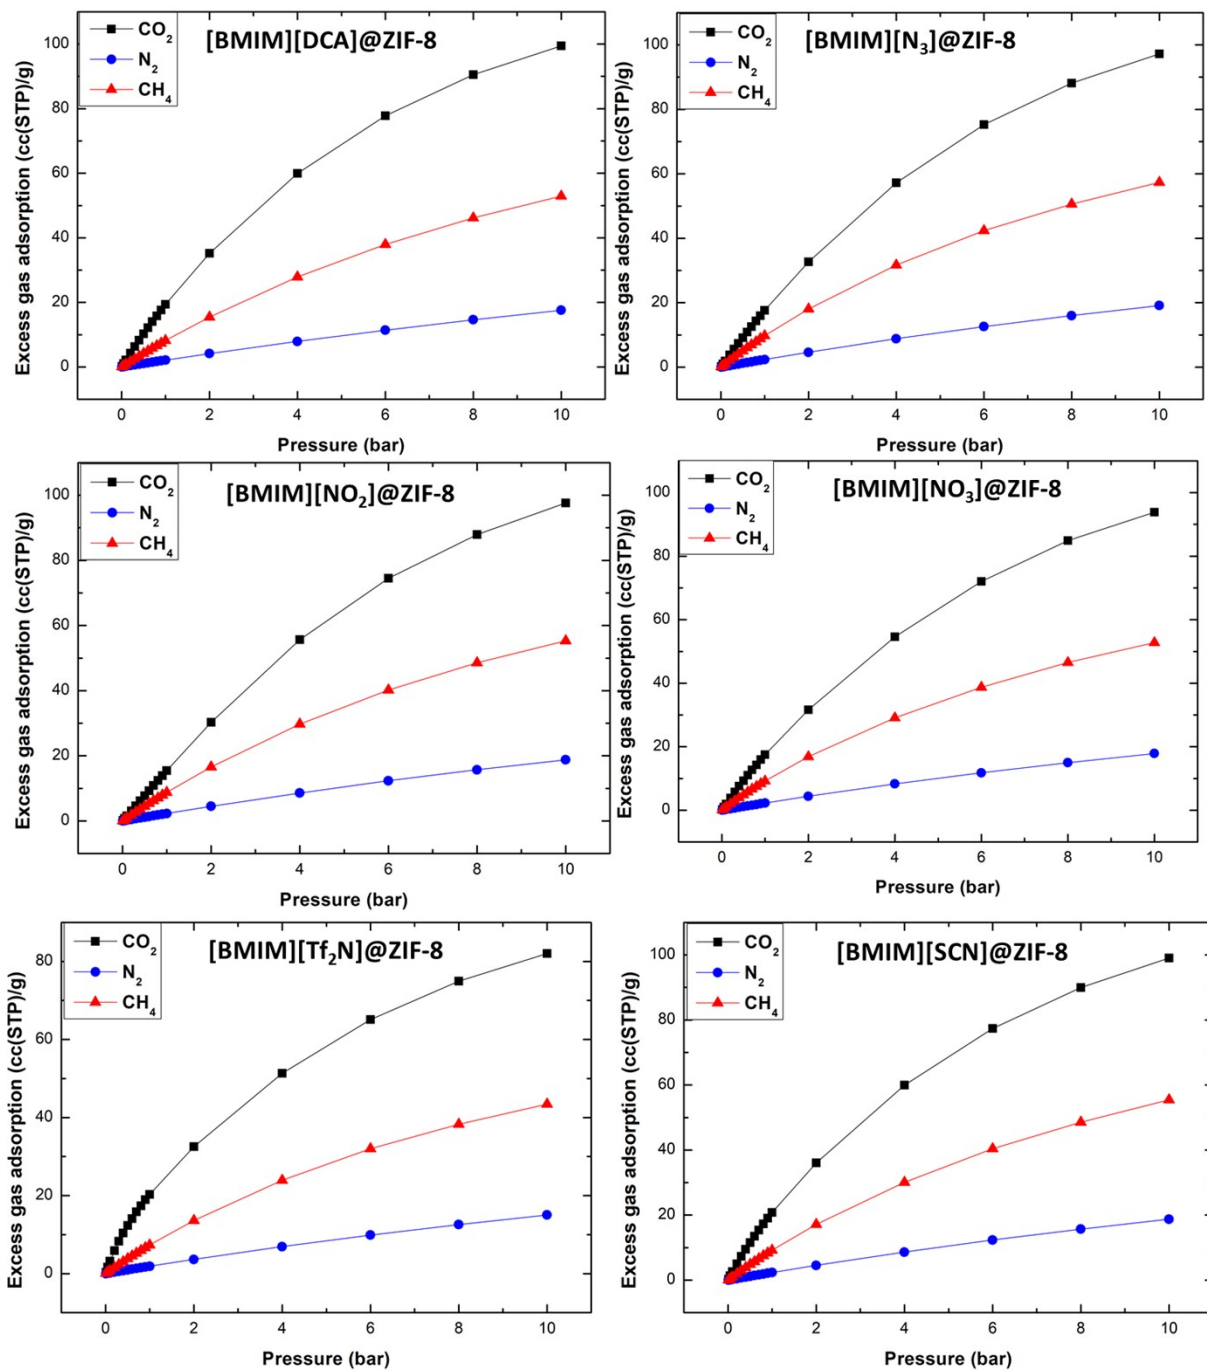 [BMIM][DCA]@ZIF-8
CO₂
N₂
CH₄
Excess gas adsorption (cc(STP)/g)
100
80
60
40
20
0
0 2 4 6 8 10
Pressure (bar)
[BMIM][N₃]@ZIF-8
CO₂
N₂
CH₄
Excess gas adsorption (cc(STP)/g)
100
80
60
40
20
0
0 2 4 6 8 10
Pressure (bar)
[BMIM][NO₂]@ZIF-8
CO₂
N₂
CH₄
Excess gas adsorption (cc(STP)/g)
100
80
60
40
20
0
0 2 4 6 8 10
Pressure (bar)
[BMIM][NO₃]@ZIF-8
CO₂
N₂
CH₄
Excess gas adsorption (cc(STP)/g)
100
80
60
40
20
0
0 2 4 6 8 10
Pressure (bar)
[BMIM][Tf₂N]@ZIF-8
CO₂
N₂
CH₄
Excess gas adsorption (cc(STP)/g)
80
60
40
20
0
0 2 4 6 8 10
Pressure (bar)
[BMIM][SCN]@ZIF-8
CO₂
N₂
CH₄
Excess gas adsorption (cc(STP)/g)
100
80
60
40
20
0
0 2 4 6 8 10
Pressure (bar)